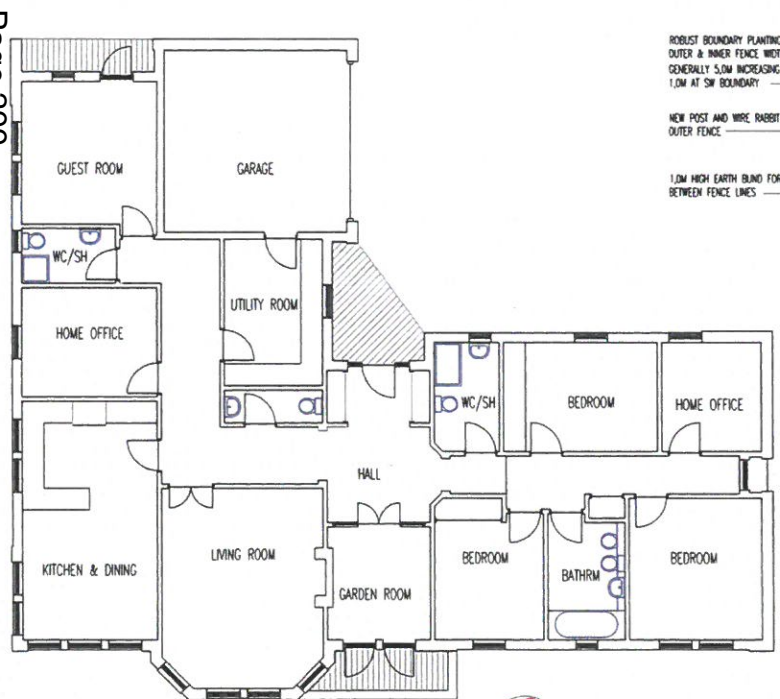 GUEST ROOM
GARAGE
WC/SH
HOME OFFICE
UTILITY ROOM
WC/SH
BEDROOM
HOME OFFICE
HALL
KITCHEN & DINING
LIVING ROOM
GARDEN ROOM
BEDROOM
BATHRM
BEDROOM
ROBUST BOUNDARY PLANTING
OUTER & INNER FENCE
GENERALLY 5,0M INCREASING
1,0M AT SW BOUNDARY
NEW POST AND WIRE RABBIT
OUTER FENCE
1,0M HIGH EARTH BUND FOR
BETWEEN FENCE LINES